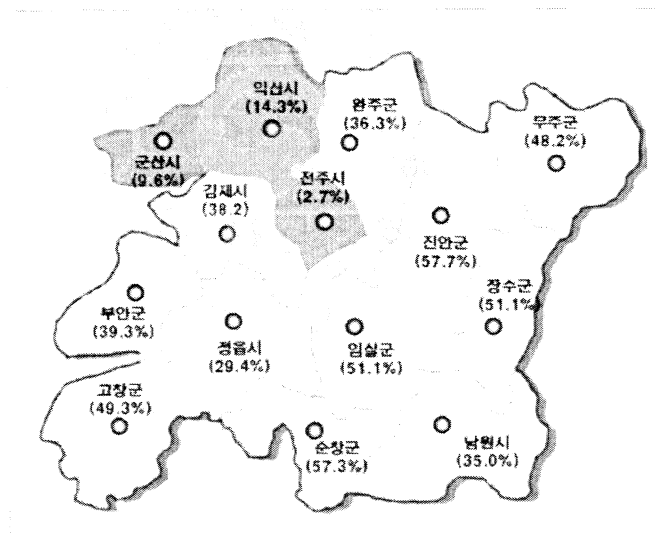 익산시
(14.3%)
완주군
(36.3%)
무주군
(48.2%)
군산시
(9.6%)
전주시
(2.7%)
김제시
(38.2)
진안군
(57.7%)
장수군
(51.1%)
부안군
(39.3%)
정읍시
(29.4%)
임실군
(51.1%)
고창군
(49.3%)
순창군
(57.3%)
남원시
(35.0%)